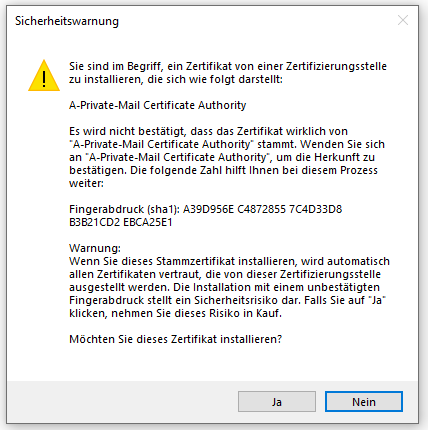 Sicherheitswarnung
Sie sind im Begriff, ein Zertifikat von einer Zertifizierungsstelle
zu installieren, die sich wie folgt darstellt:
A-Private-Mail Certificate Authority
Es wird nicht bestätigt, dass das Zertifikat wirklich von
"A-Private-Mail Certificate Authority" stammt. Wenden Sie sich
an "A-Private-Mail Certificate Authority", um die Herkunft zu
bestätigen. Die folgende Zahl hilft Ihnen bei diesem Prozess
weiter:
Fingerabdruck (sha1): A39D956E C4872855 7C4D33D8
B3B21CD2 EBCA25E1
Warnung:
Wenn Sie dieses Stammzertifikat installieren, wird automatisch
allen Zertifikaten vertraut, die von dieser Zertifizierungsstelle
ausgestellt werden. Die Installation mit einem unbestätigten
Fingerabdruck stellt ein Sicherheitsrisiko dar. Falls Sie auf "Ja"
klicken, nehmen Sie dieses Risiko in Kauf.
Möchten Sie dieses Zertifikat installieren?
Ja
Nein